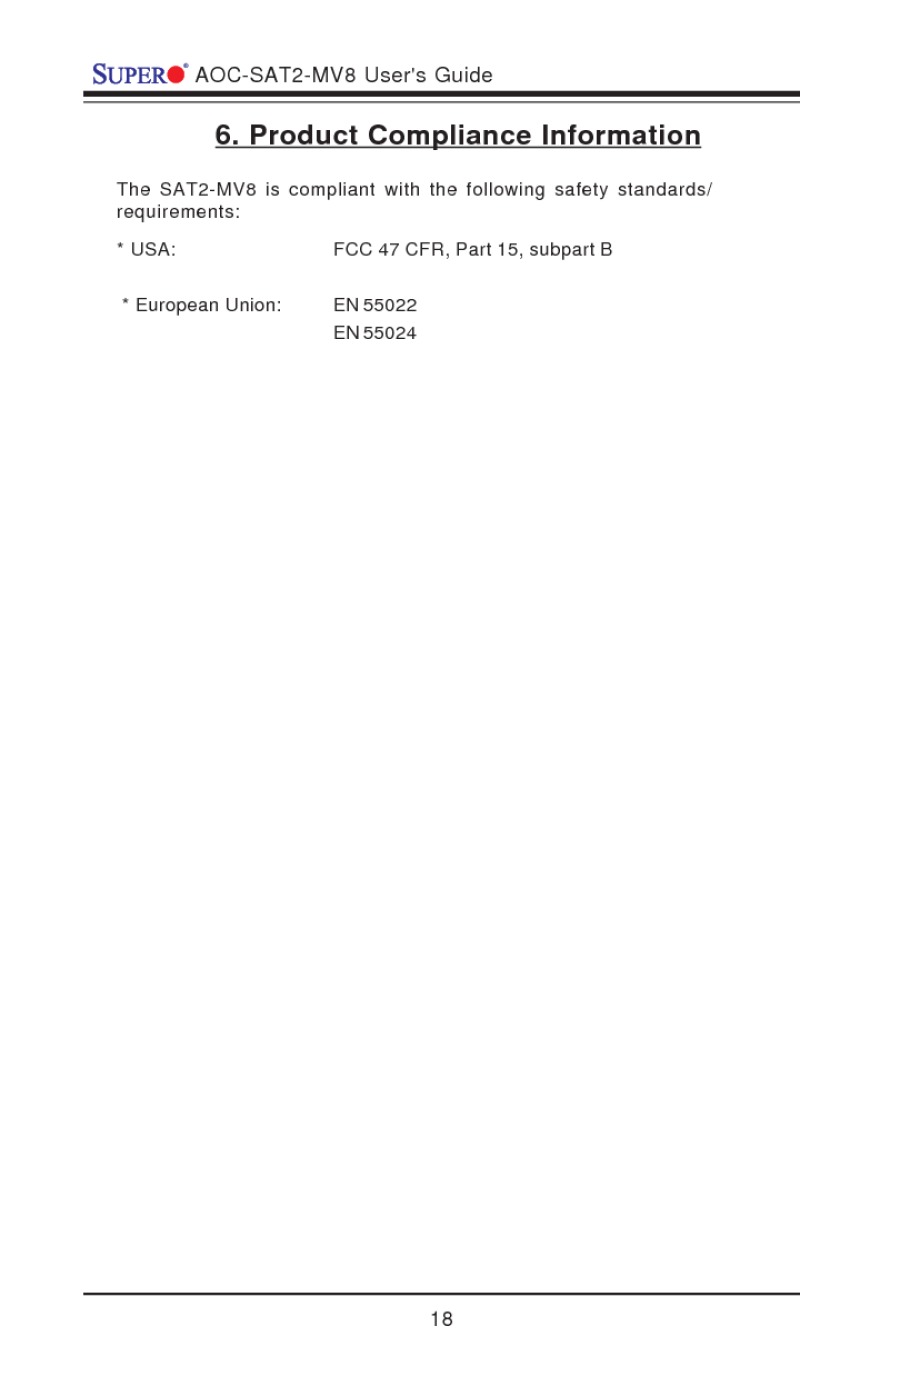 SUPER® AOC-SAT2-MV8 User's Guide
6. Product Compliance Information
The SAT2-MV8 is compliant with the following safety standards/
requirements:
* USA: FCC 47 CFR, Part 15, subpart B
* European Union: EN 55022
EN 55024
18